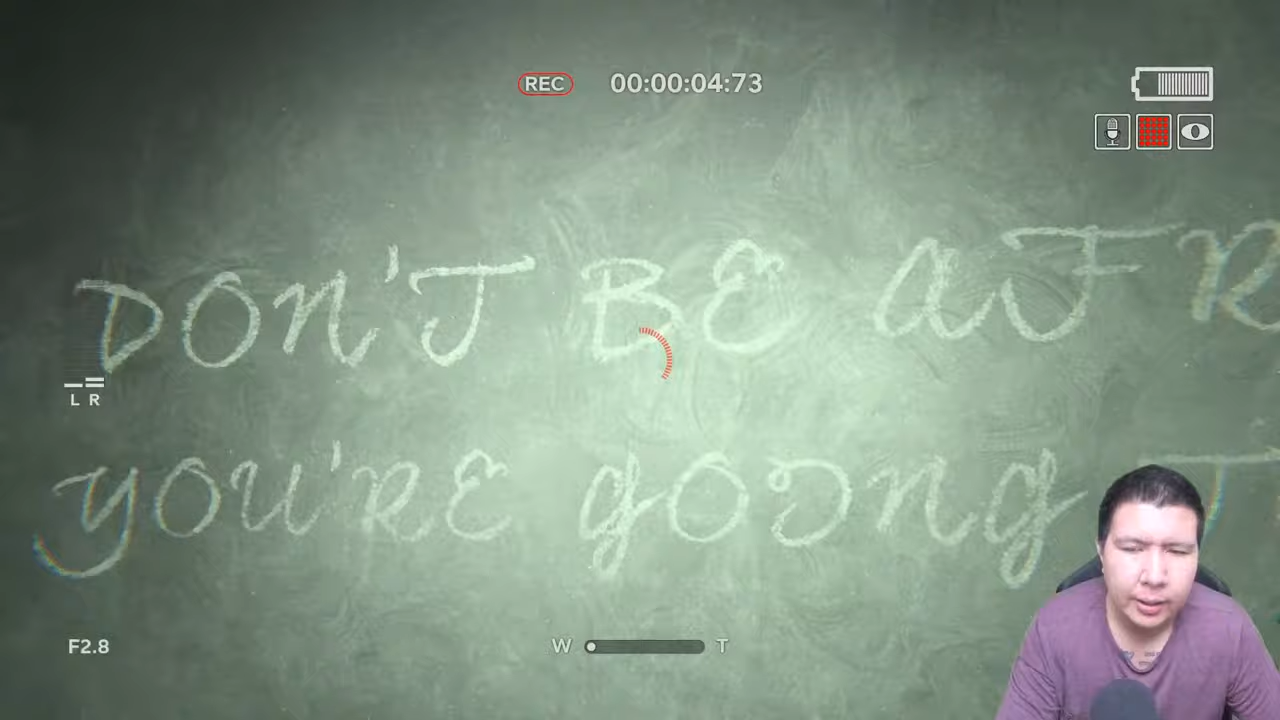 REC 00:00:04:73
DON'T BE AFR
L R
YOU'RE GOING T
F2.8 W T